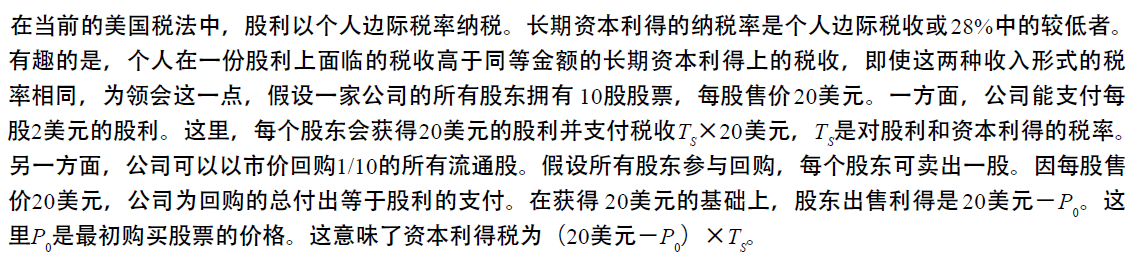 在当前的美国税法中，股利以个人边际税率纳税。长期资本利得的纳税率是个人边际税收或28%中的较低者。
有趣的是，个人在一份股利上面临的税收高于同等金额的长期资本利得上的税收，即使这两种收入形式的税
率相同，为领会这一点，假设一家公司的所有股东拥有10股股票，每股售价20美元。一方面，公司能支付每
股2美元的股利。这里，每个股东会获得20美元的股利并支付税收Tₛ×20美元，Tₛ是对股利和资本利得的税率。
另一方面，公司可以以市价回购1/10的所有流通股。假设所有股东参与回购，每个股东可卖出一股。因每股售
价20美元，公司为回购的总付出等于股利的支付。在获得20美元的基础上，股东出售利得是20美元－P₀。这
里P₀是最初购买股票的价格。这意味了资本利得税为（20美元－P₀）×Tₛ。